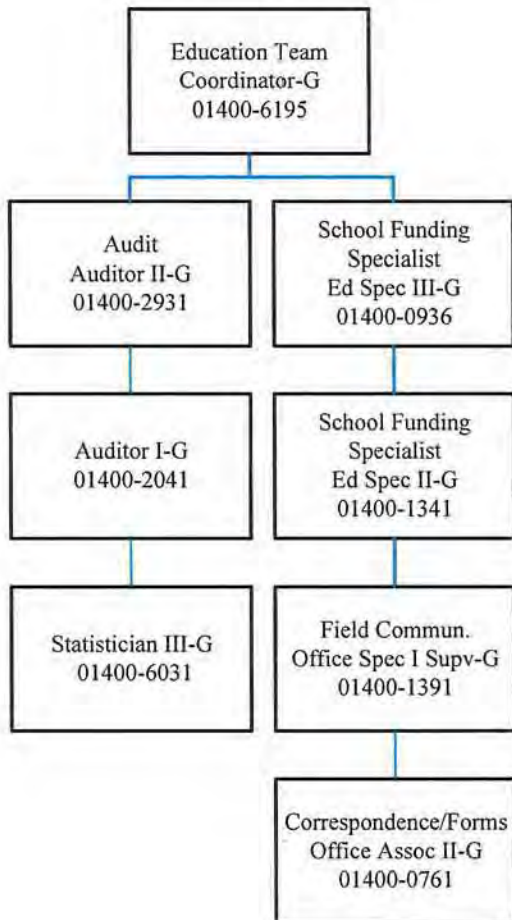 Education Team
Coordinator-G
01400-6195
Audit
Auditor II-G
01400-2931
School Funding
Specialist
Ed Spec III-G
01400-0936
Auditor I-G
01400-2041
School Funding
Specialist
Ed Spec II-G
01400-1341
Statistician III-G
01400-6031
Field Commun.
Office Spec I Supv-G
01400-1391
Correspondence/Forms
Office Assoc II-G
01400-0761